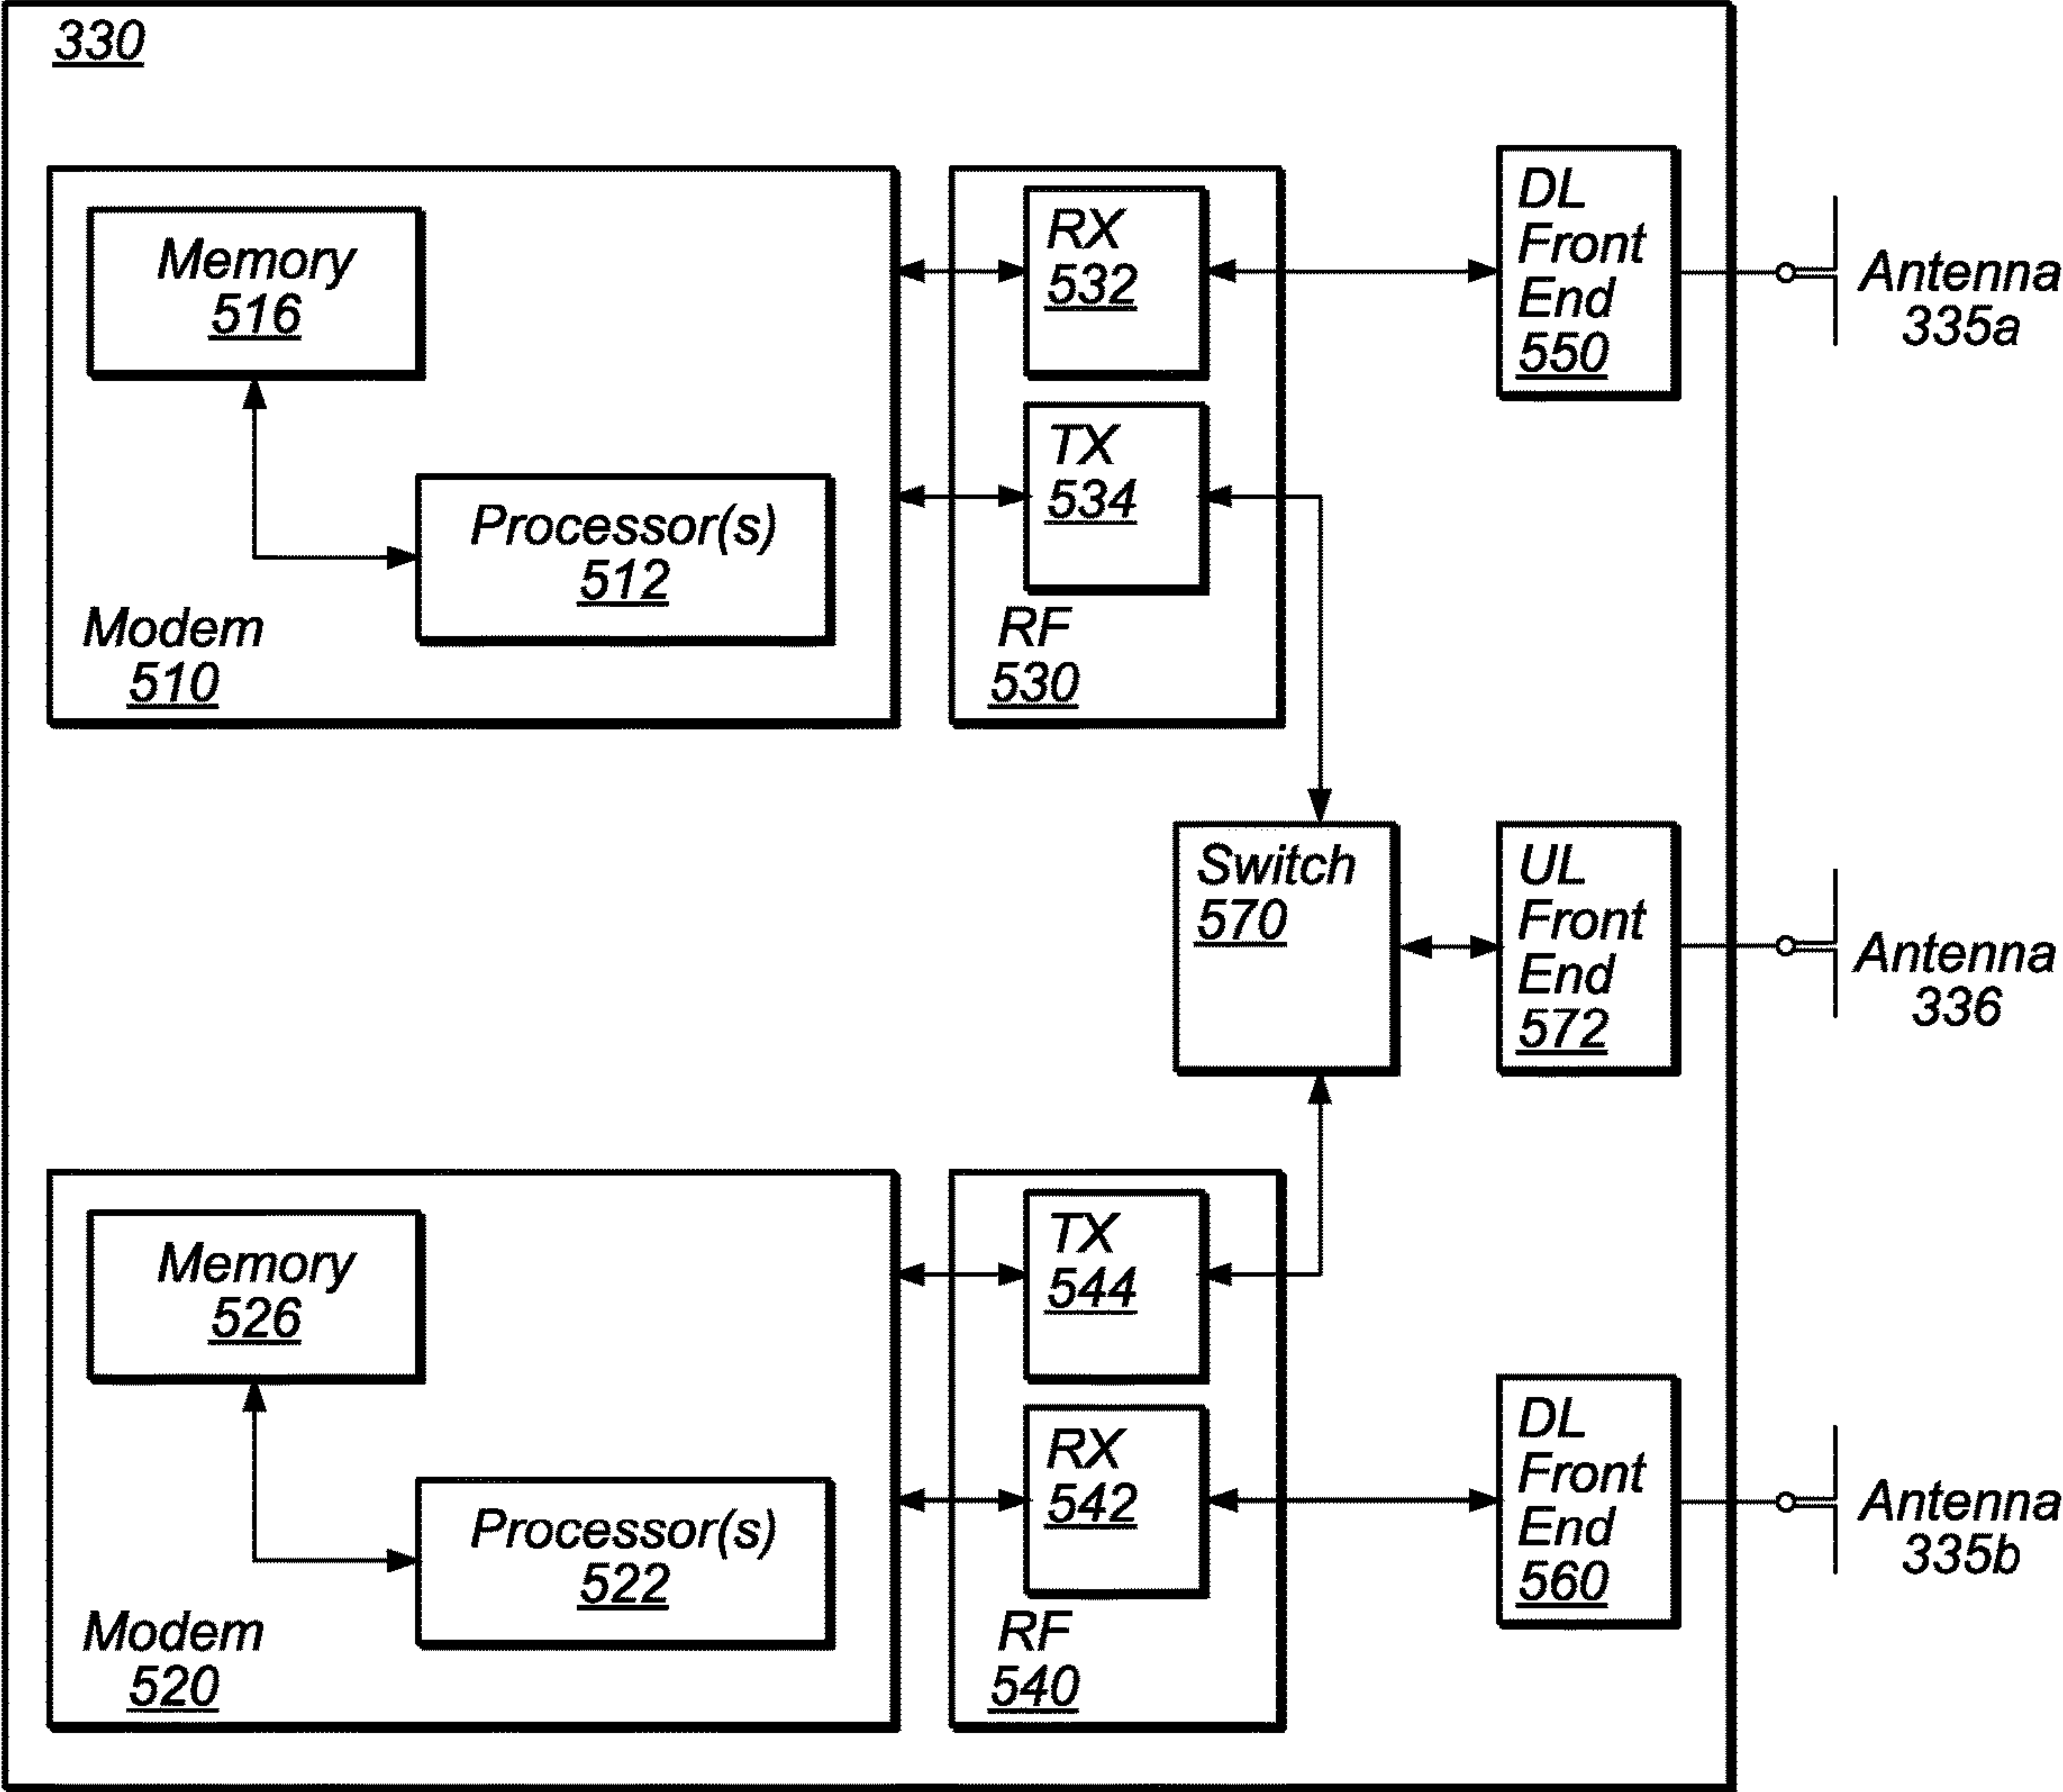 330
Memory
516
Processor(s)
512
Modem
510
RX
532
TX
534
RF
530
DL
Front
End
550
Antenna
335a
Switch
570
UL
Front
End
572
Antenna
336
Memory
526
Processor(s)
522
Modem
520
TX
544
RX
542
RF
540
DL
Front
End
560
Antenna
335b